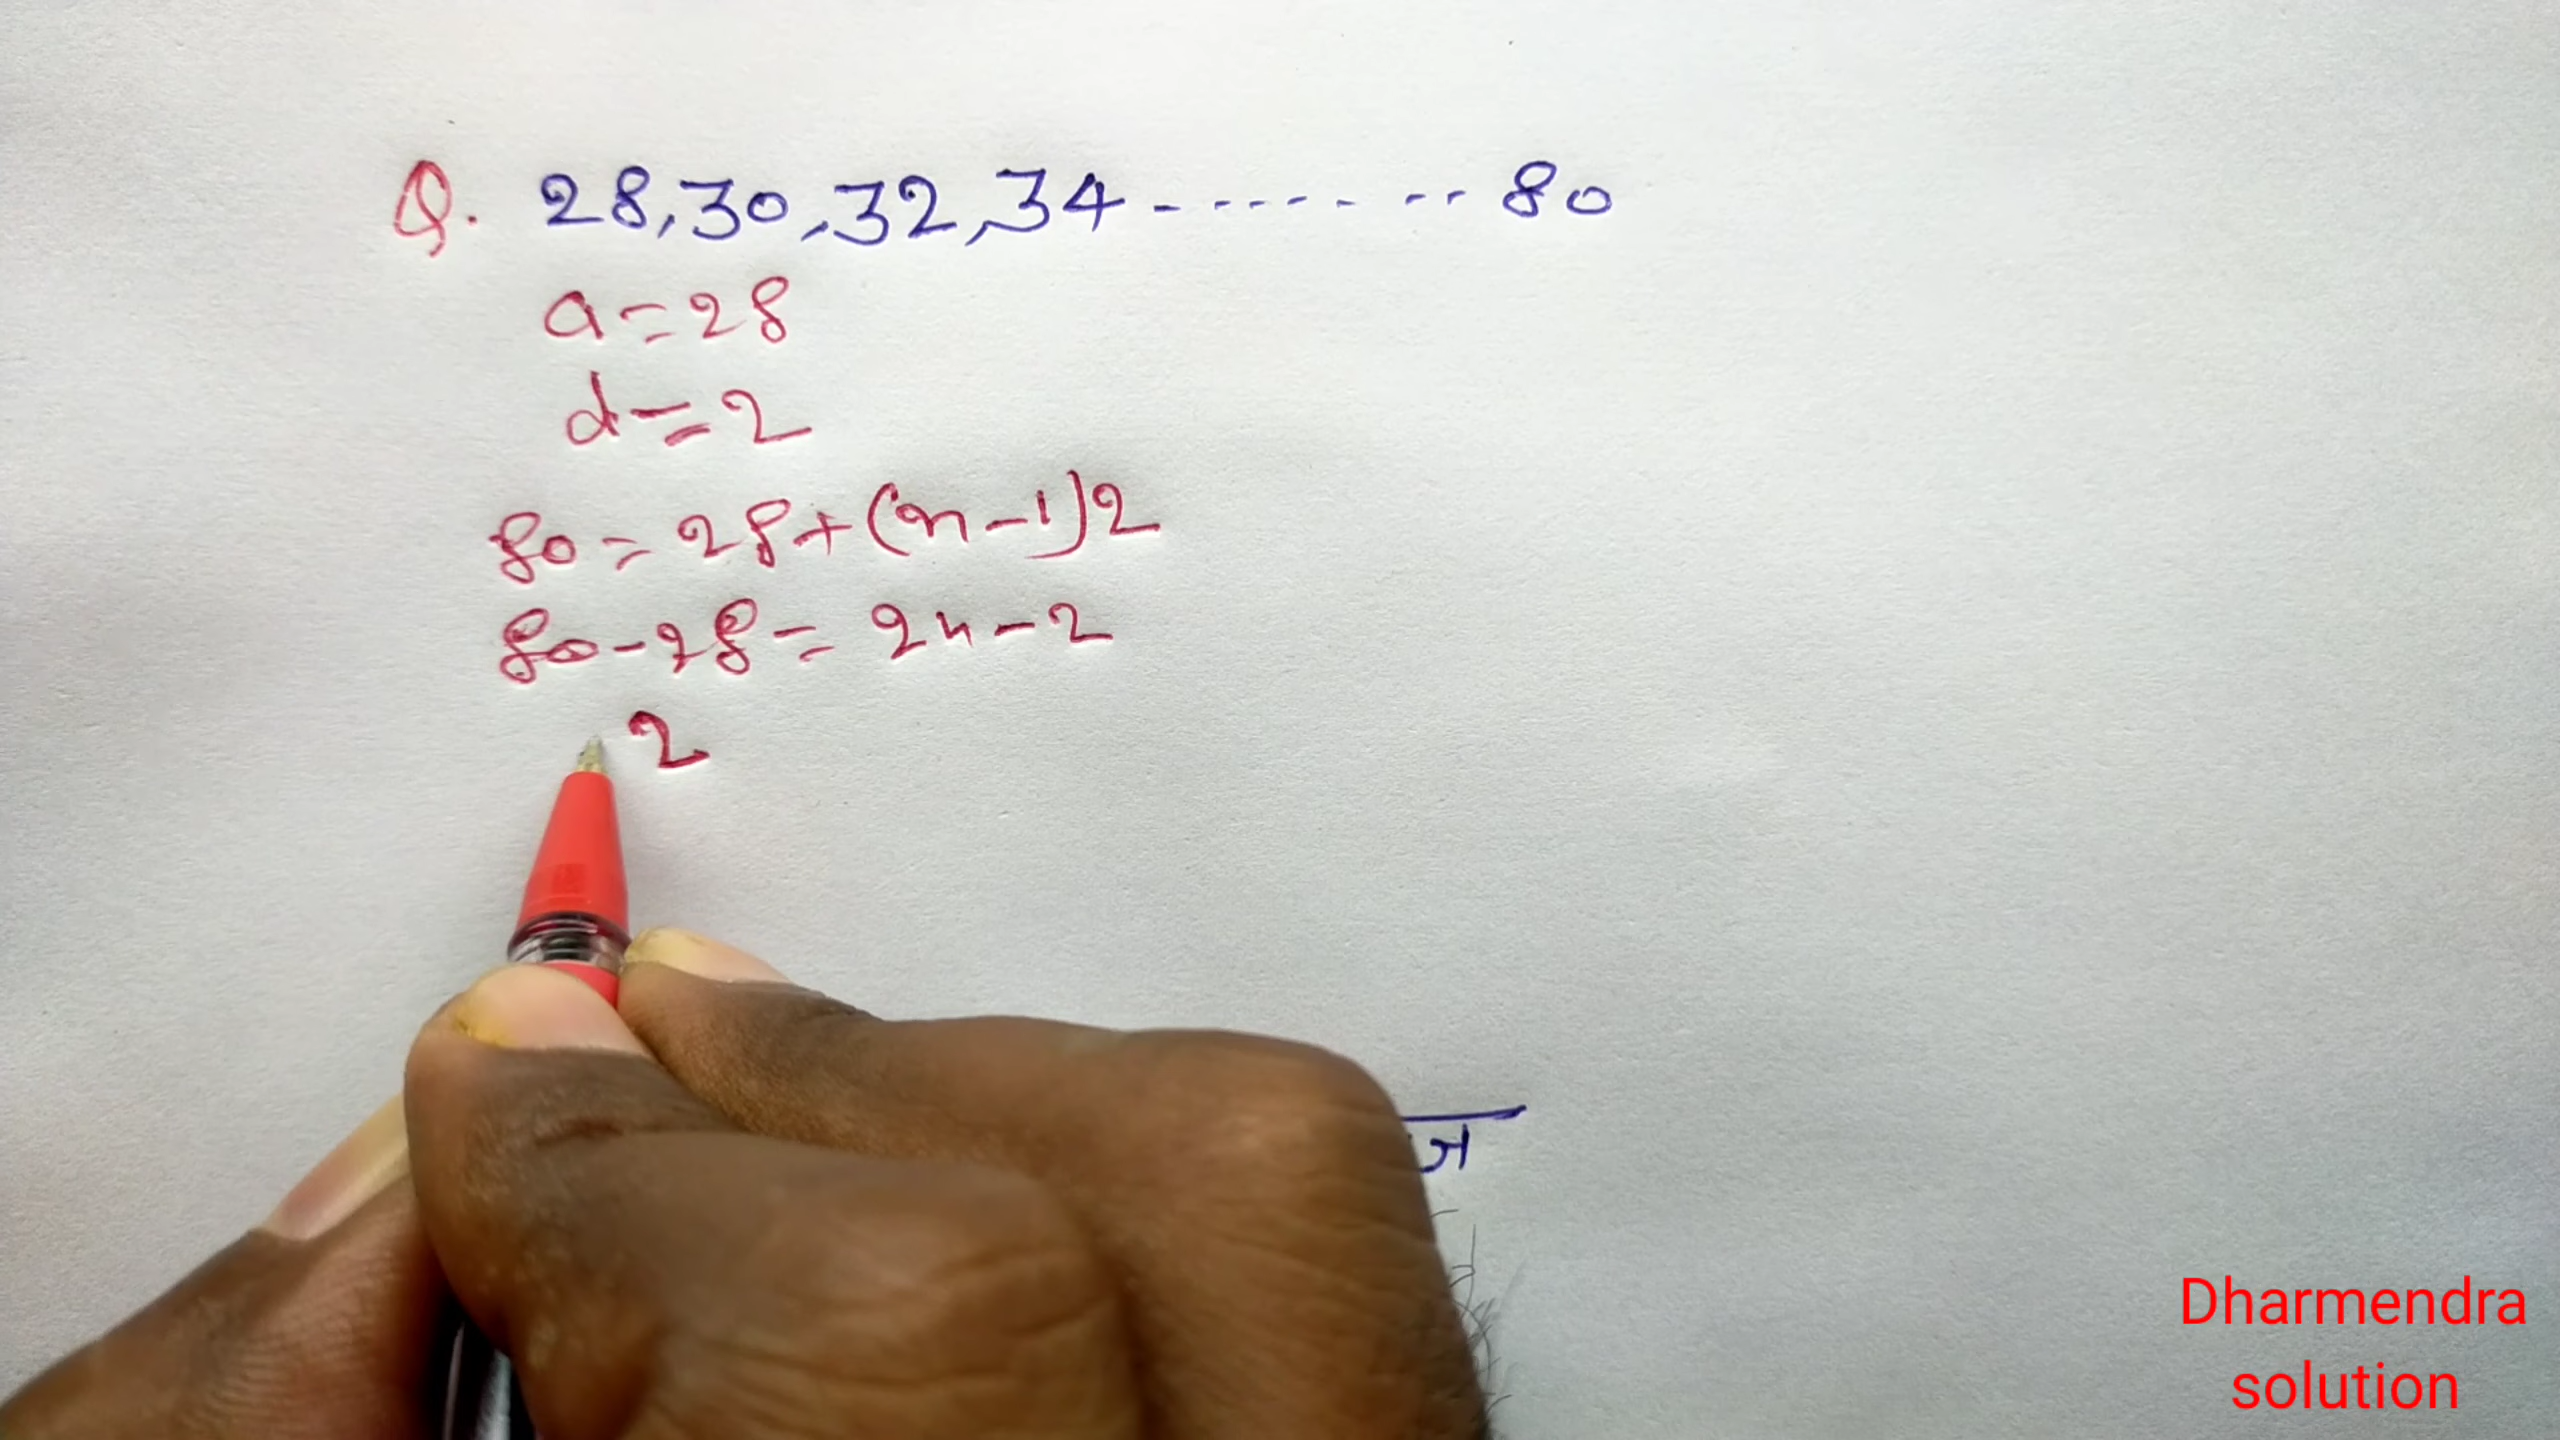 Q. 28,30,32,34-------80
a=28
d=2
80=28+(n-1)2
80-28=2n-2
2
Dharmendra
solution